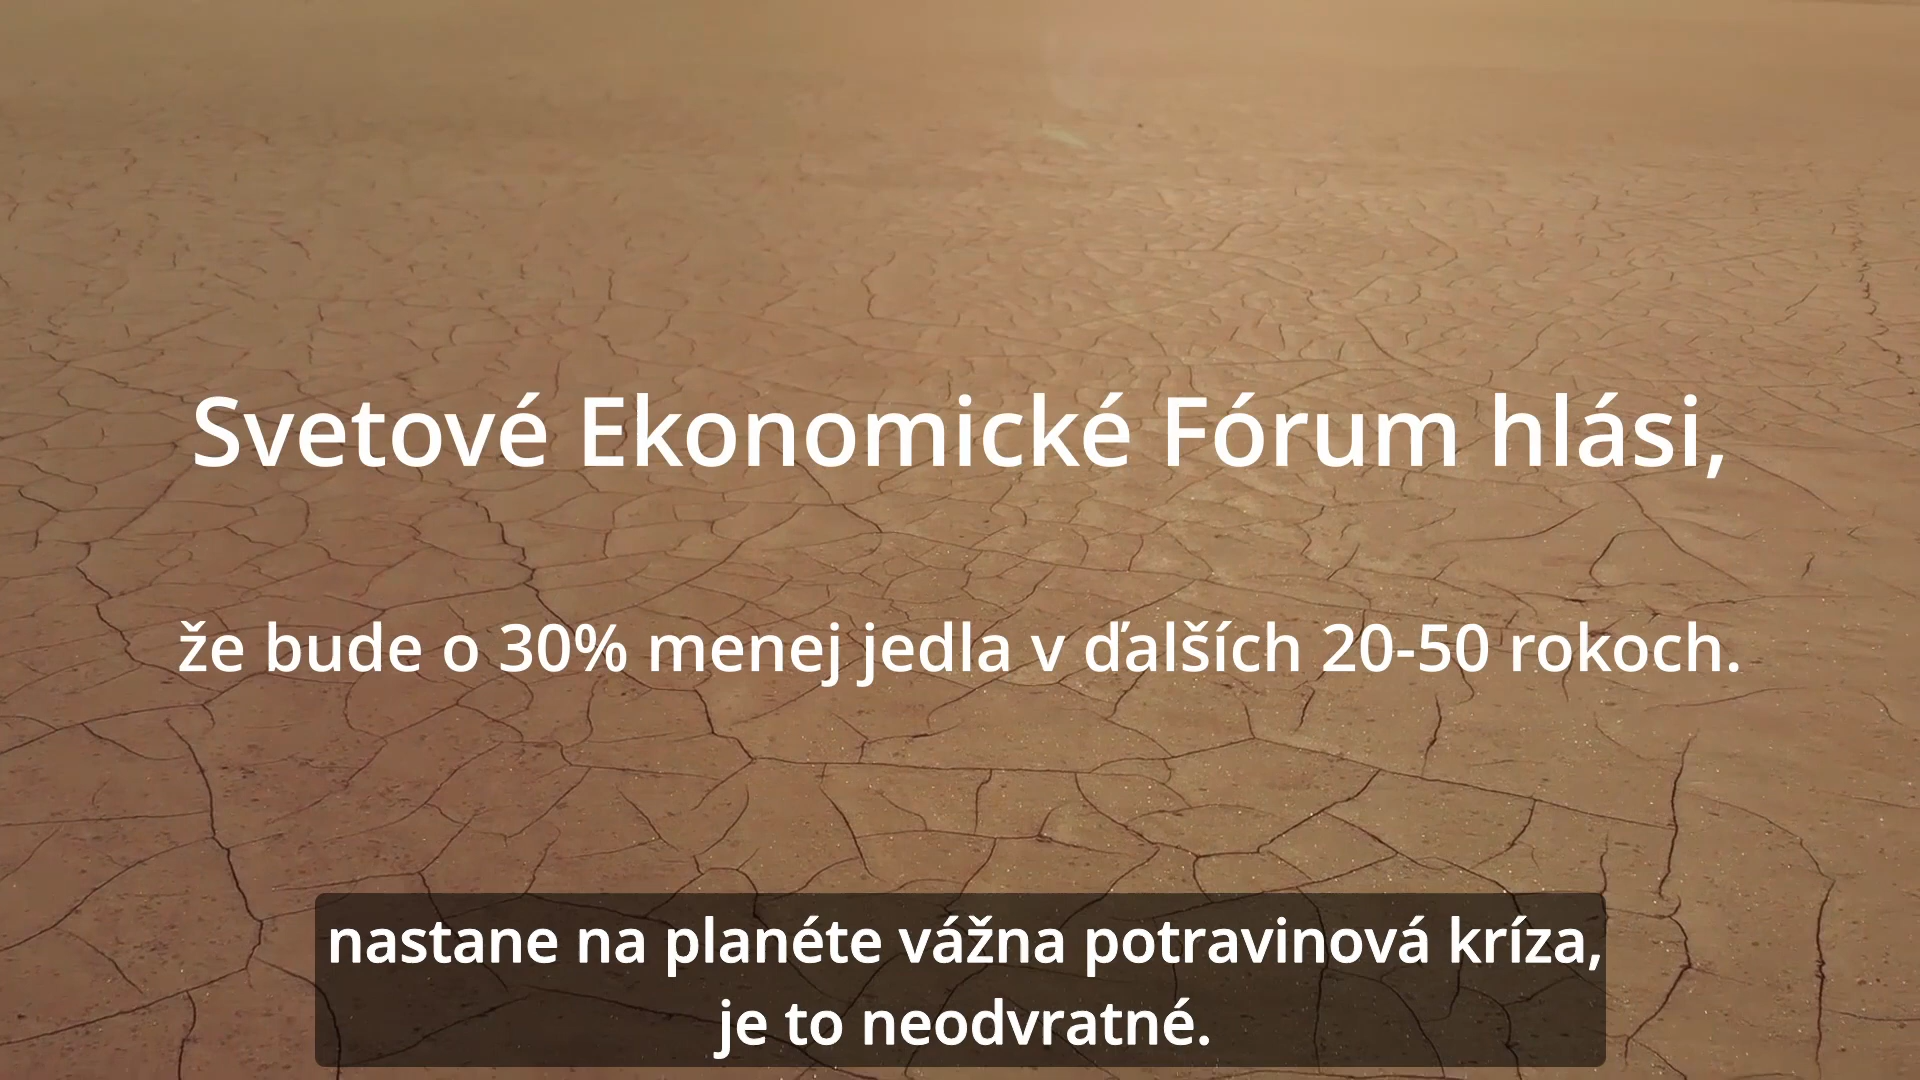 Svetové Ekonomické Fórum hlási,
že bude o 30% menej jedla v ďalších 20-50 rokoch.
nastane na planéte vážna potravinová kríza,
je to neodvratné.